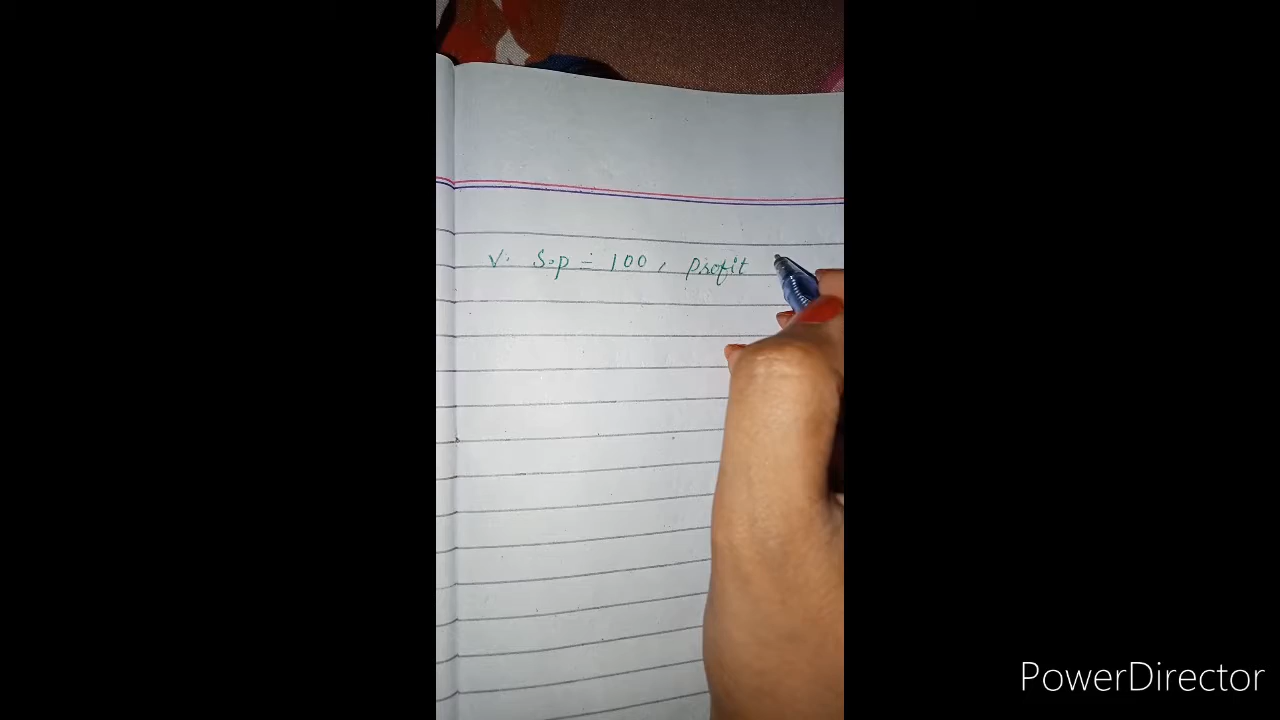 V. S.P = 100, Profit
PowerDirector